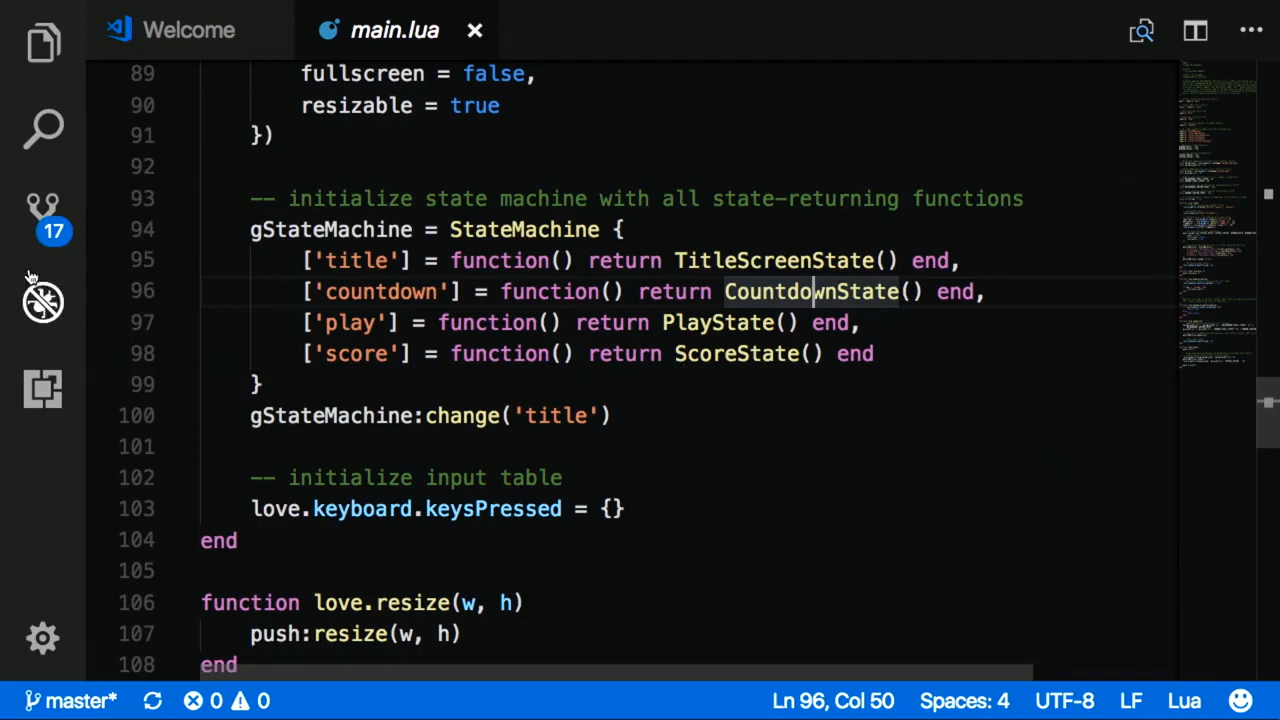 Welcome
main.lua
89 fullscreen = false,
90 resizable = true
91 })
92
93 -- initialize state machine with all state-returning functions
94 gStateMachine = StateMachine {
95 ['title'] = function() return TitleScreenState() end,
96 ['countdown'] = function() return CountdownState() end,
97 ['play'] = function() return PlayState() end,
98 ['score'] = function() return ScoreState() end
99 }
100 gStateMachine:change('title')
101
102 -- initialize input table
103 love.keyboard.keysPressed = {}
104 end
105
106 function love.resize(w, h)
107 push:resize(w, h)
108 end
17
master* 0 0 Ln 96, Col 50 Spaces: 4 UTF-8 LF Lua